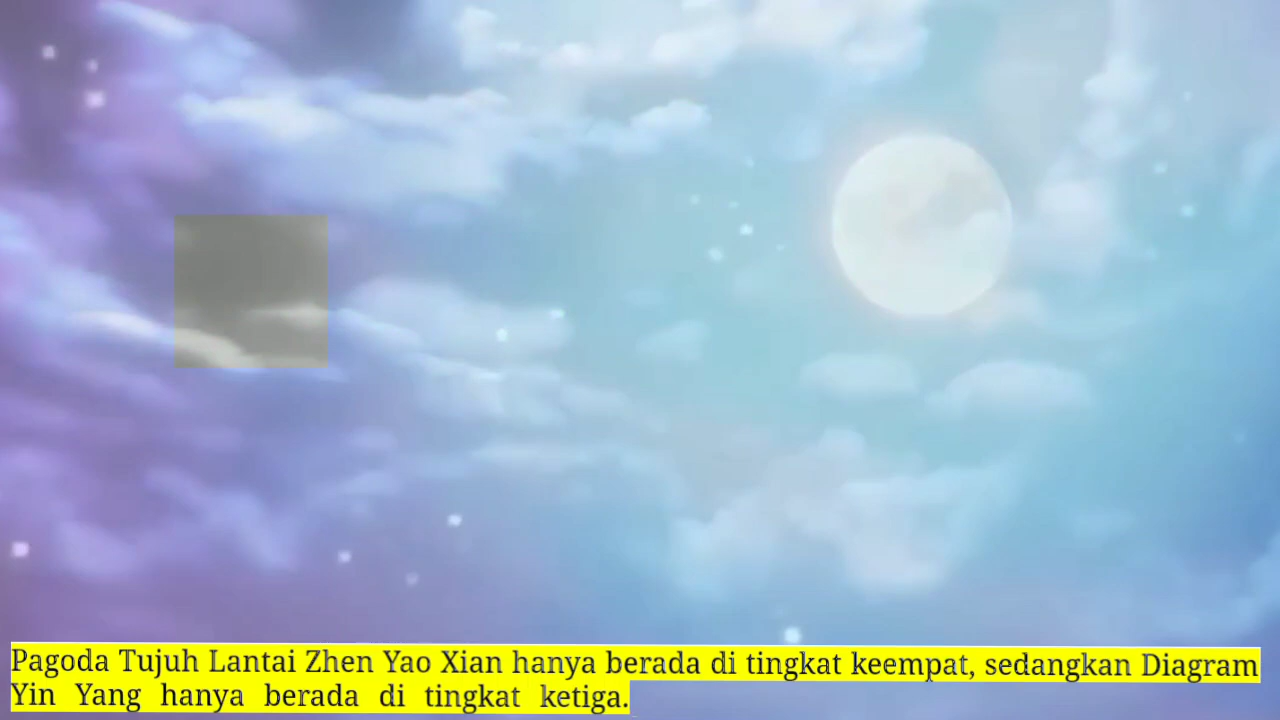 Pagoda Tujuh Lantai Zhen Yao Xian hanya berada di tingkat keempat, sedangkan Diagram
Yin Yang hanya berada di tingkat ketiga.